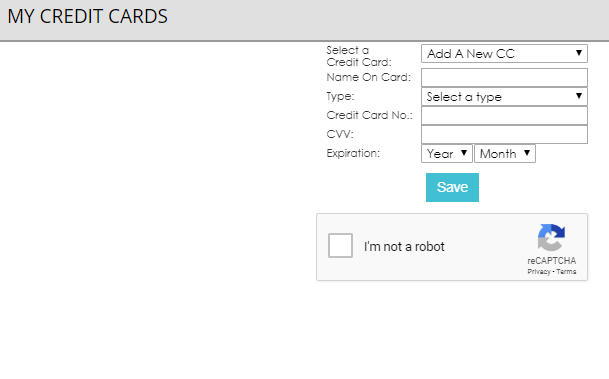 MY CREDIT CARDS
Select a
Credit Card:
Add A New CC
Name On Card:
Type:
Select a type
Credit Card No.:
CVV:
Expiration:
Year
Month
Save
I'm not a robot
reCAPTCHA
Privacy - Terms